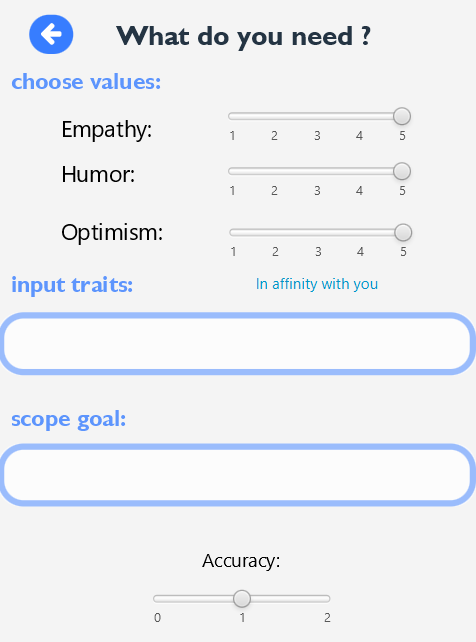 What do you need ?
choose values:
Empathy:
1 2 3 4 5
Humor:
1 2 3 4 5
Optimism:
1 2 3 4 5
input traits: In affinity with you
scope goal:
Accuracy:
0 1 2